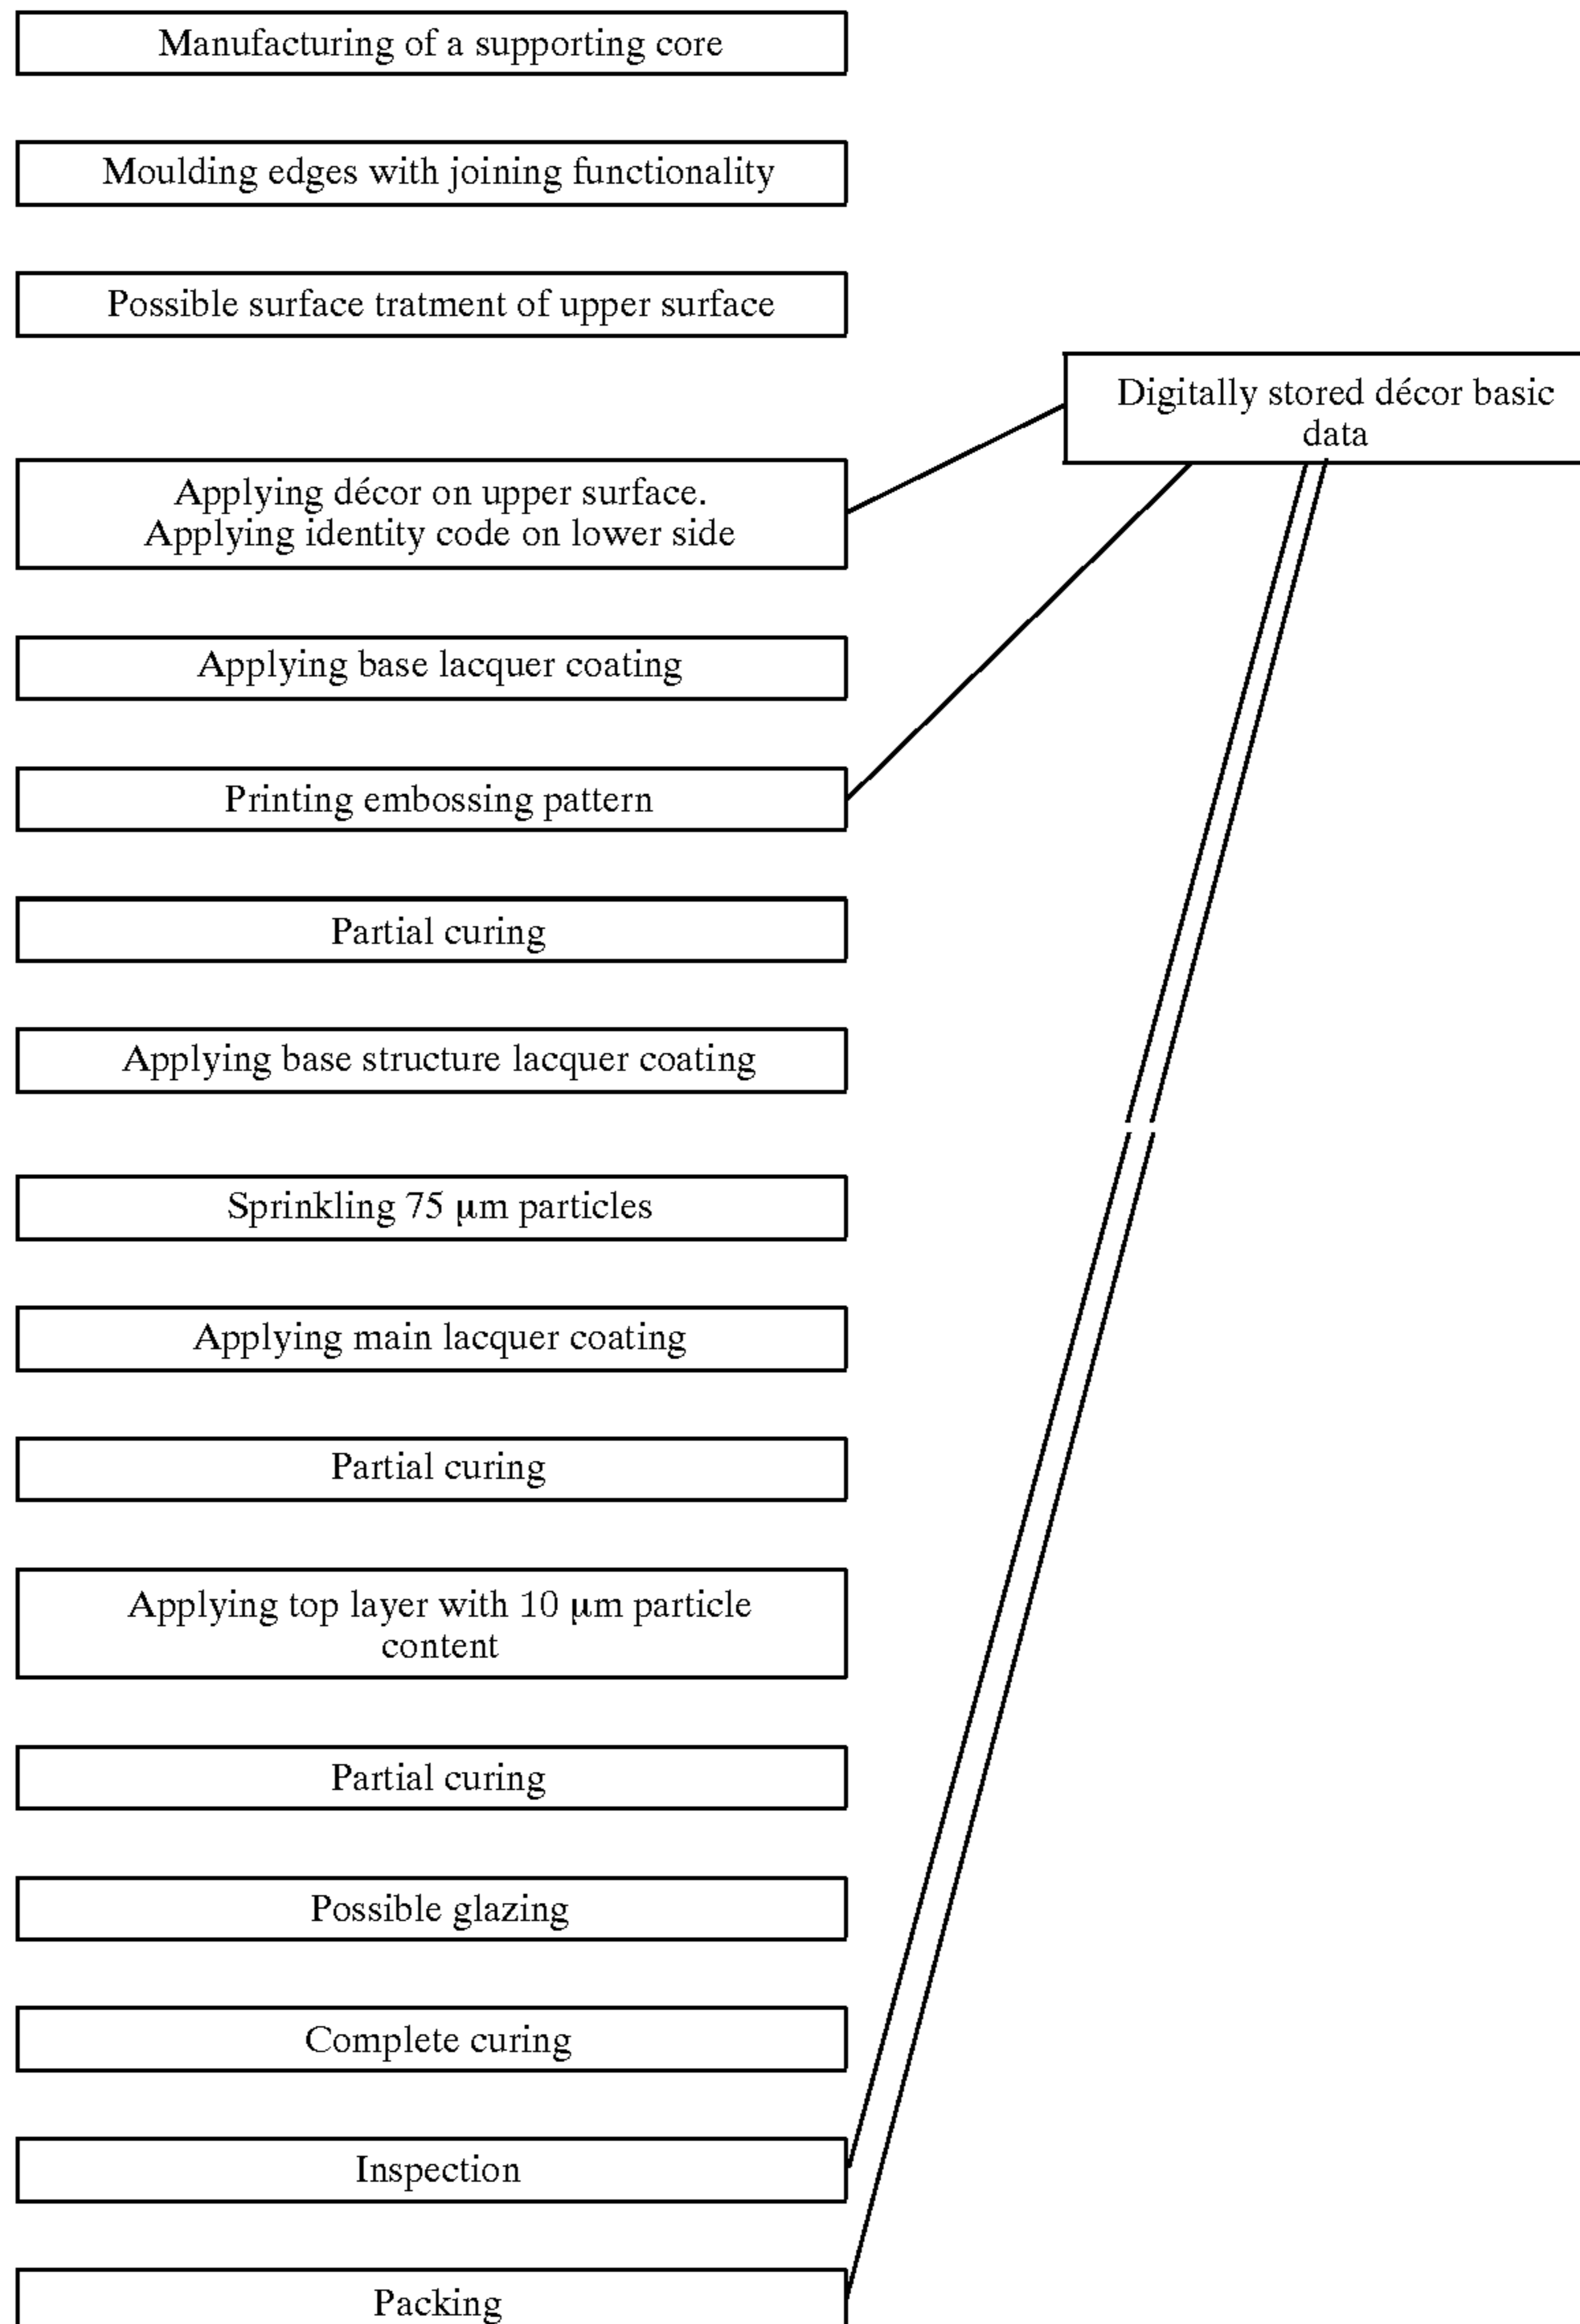 Manufacturing of a supporting core
Moulding edges with joining functionality
Possible surface tratment of upper surface
Digitally stored décor basic
data
Applying décor on upper surface.
Applying identity code on lower side
Applying base lacquer coating
Printing embossing pattern
Partial curing
Applying base structure lacquer coating
Sprinkling 75 µm particles
Applying main lacquer coating
Partial curing
Applying top layer with 10 µm particle
content
Partial curing
Possible glazing
Complete curing
Inspection
Packing